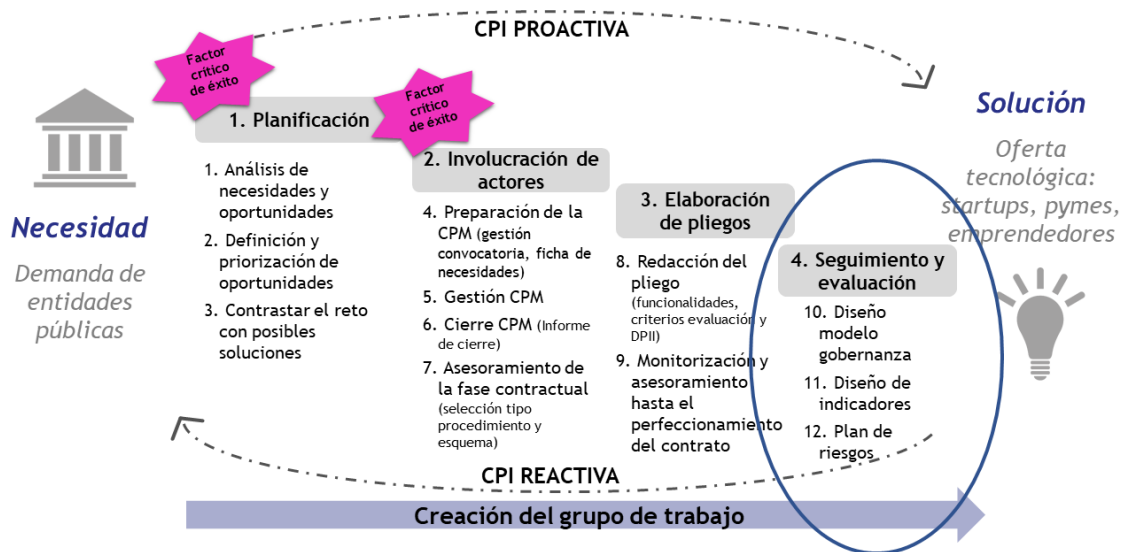 CPI PROACTIVA
Factor
crítico
de éxito
Factor
crítico
de éxito
Necesidad
Demanda de
entidades
públicas
1. Planificación
1. Análisis de
necesidades y
oportunidades
2. Definición y
priorización de
oportunidades
3. Contrastar el reto
con posibles
soluciones
2. Involucración de
actores
4. Preparación de la
CPM (gestión
convocatoria, ficha de
necesidades)
5. Gestión CPM
6. Cierre CPM (Informe
de cierre)
7. Asesoramiento de
la fase contractual
(selección tipo
procedimiento y
esquema)
3. Elaboración
de pliegos
8. Redacción del
pliego
(funcionalidades,
criterios evaluación y
DPII)
9. Monitorización y
asesoramiento
hasta el
perfeccionamiento
del contrato
4. Seguimiento y
evaluación
10. Diseño
modelo
gobernanza
11. Diseño de
indicadores
12. Plan de
riesgos
Solución
Oferta
tecnológica:
startups, pymes,
emprendedores
CPI REACTIVA
Creación del grupo de trabajo